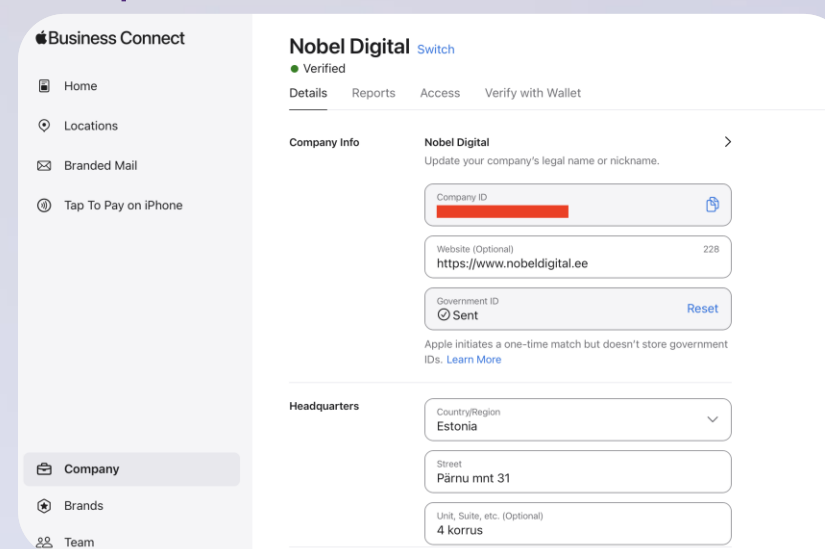 Business Connect
Home
Locations
Branded Mail
Tap To Pay on iPhone
Company
Brands
Team
Nobel Digital Switch
Verified
Details Reports Access Verify with Wallet
Company Info
Nobel Digital
Update your company's legal name or nickname.
Company ID
Website (Optional) 228
https://www.nobeldigital.ee
Government ID
Sent Reset
Apple initiates a one-time match but doesn't store government
IDs. Learn More
Headquarters
Country/Region
Estonia
Street
Pärnu mnt 31
Unit, Suite, etc. (Optional)
4 korrus